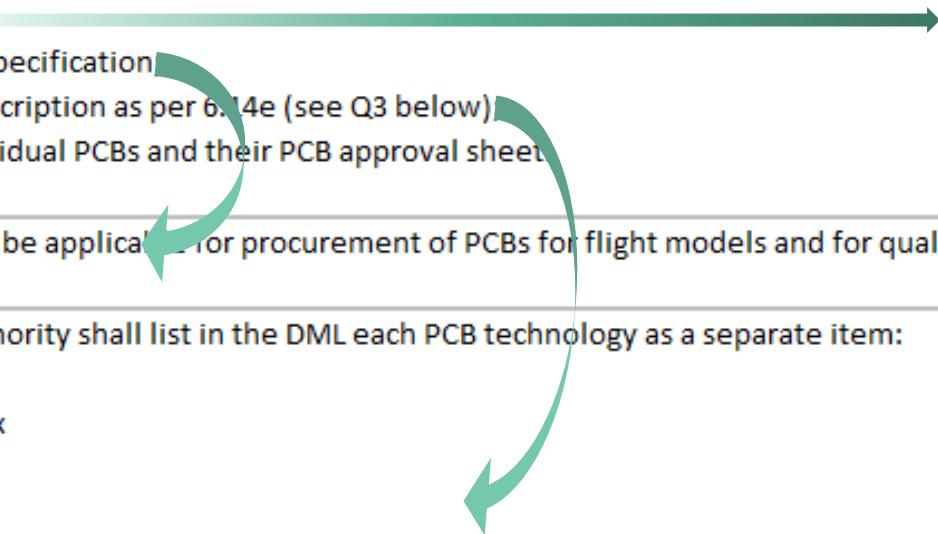 pecification;
cription as per 6.14e (see Q3 below);
idual PCBs and their PCB approval sheet.
be applicable for procurement of PCBs for flight models and for qual
hority shall list in the DML each PCB technology as a separate item:
x